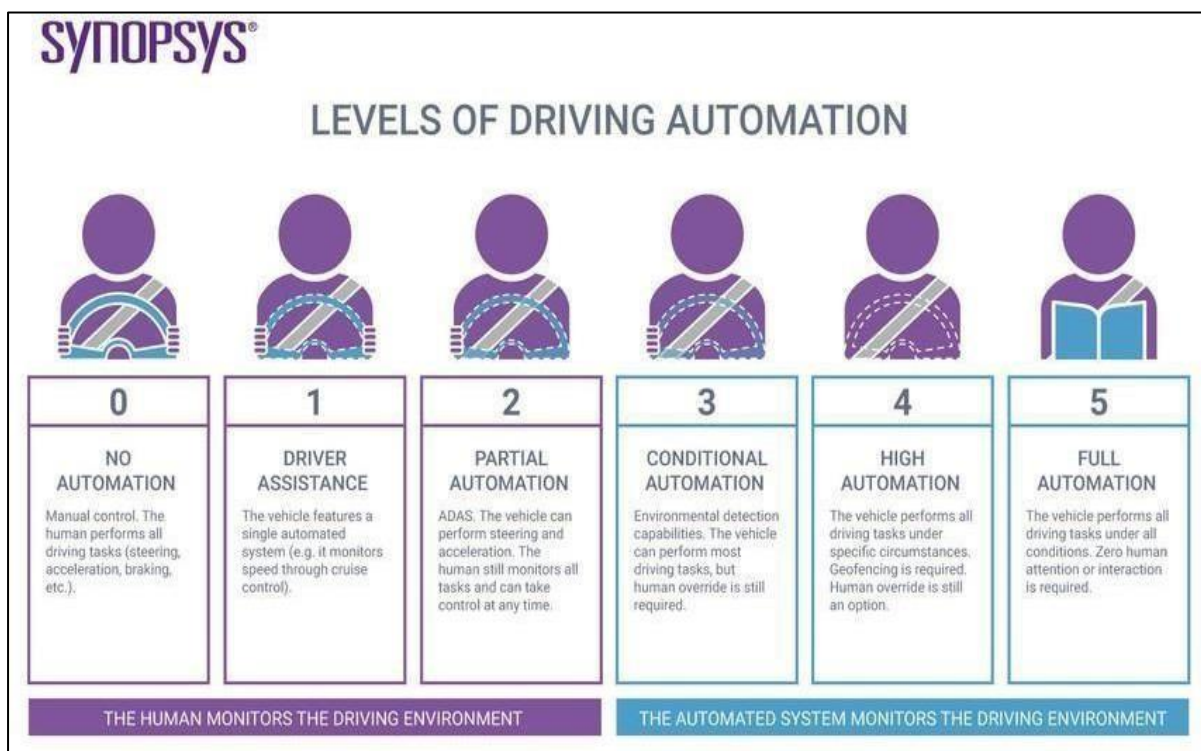 SYNOPSYS®
LEVELS OF DRIVING AUTOMATION
0
NO
AUTOMATION
Manual control. The
human performs all
driving tasks (steering,
acceleration, braking,
etc.).
1
DRIVER
ASSISTANCE
The vehicle features a
single automated
system (e.g. it monitors
speed through cruise
control).
2
PARTIAL
AUTOMATION
ADAS. The vehicle can
perform steering and
acceleration. The
human still monitors all
tasks and can take
control at any time.
3
CONDITIONAL
AUTOMATION
Environmental detection
capabilities. The vehicle
can perform most
driving tasks, but
human override is still
required.
4
HIGH
AUTOMATION
The vehicle performs all
driving tasks under
specific circumstances.
Geofencing is required.
Human override is still
an option.
5
FULL
AUTOMATION
The vehicle performs all
driving tasks under all
conditions. Zero human
attention or interaction
is required.
THE HUMAN MONITORS THE DRIVING ENVIRONMENT
THE AUTOMATED SYSTEM MONITORS THE DRIVING ENVIRONMENT